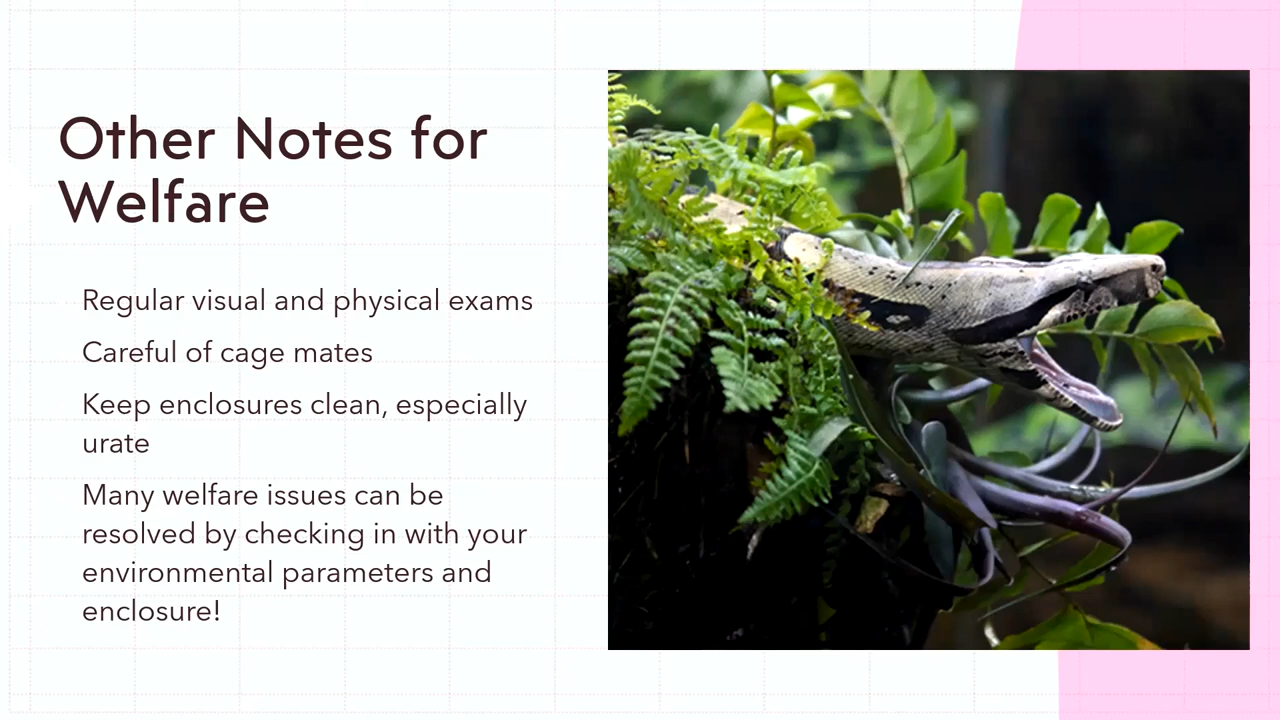 Other Notes for
Welfare
Regular visual and physical exams
Careful of cage mates
Keep enclosures clean, especially
urate
Many welfare issues can be
resolved by checking in with your
environmental parameters and
enclosure!